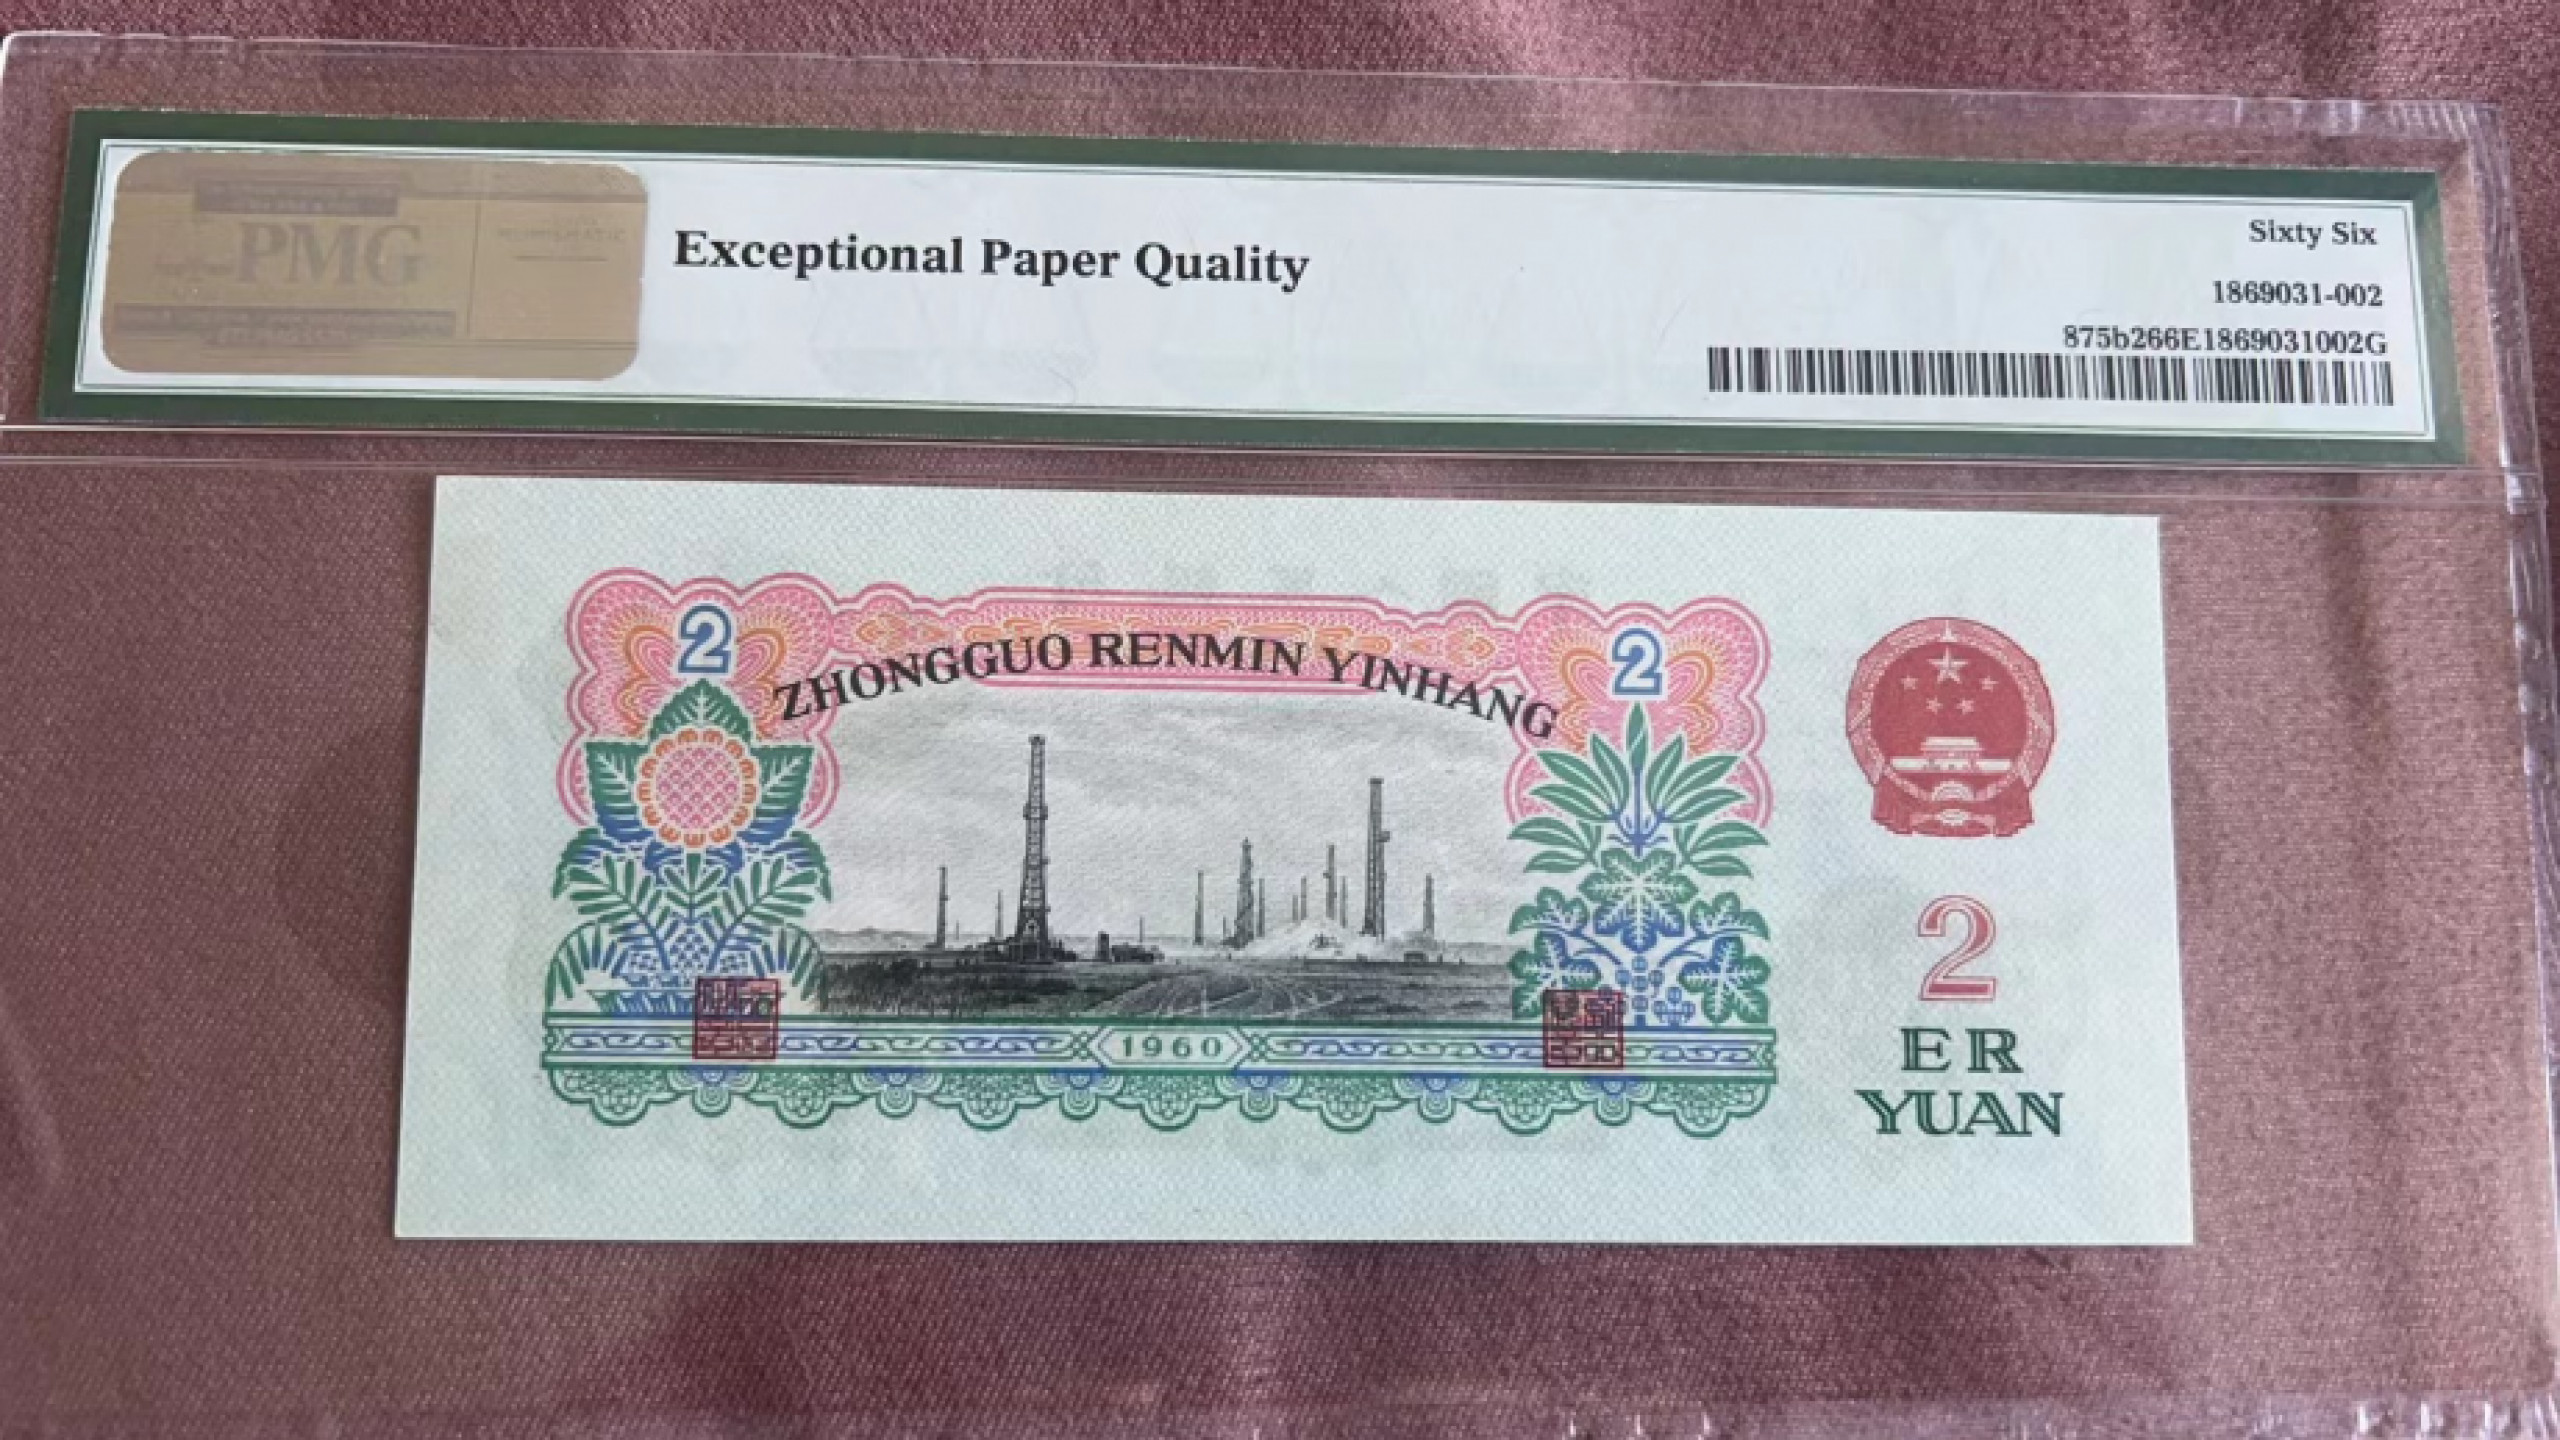 PMG
Exceptional Paper Quality
Sixty Six
1869031-002
875b266E1869031002G
2
2
ZHONGGUO RENMIN YINHANG
1960
2
ER
YUAN